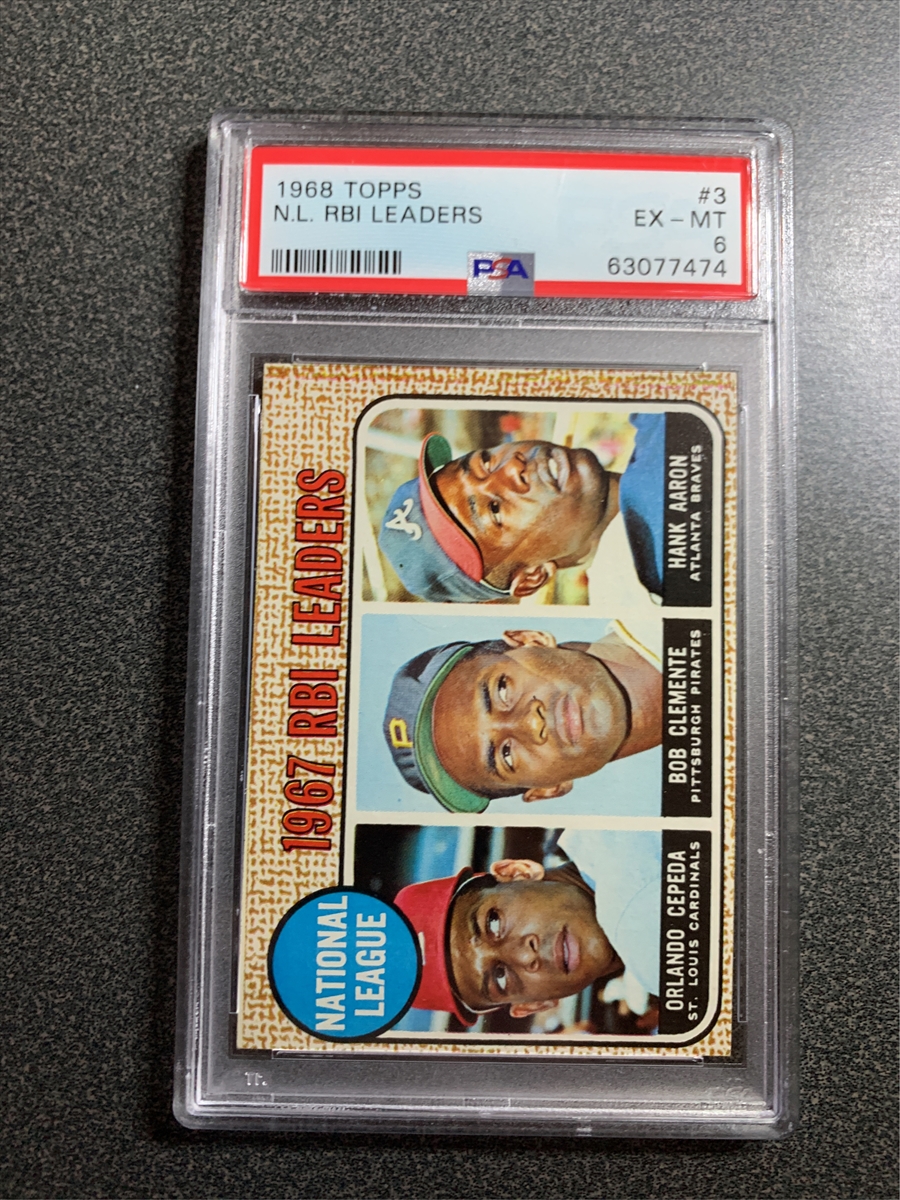 1968 TOPPS
#3
N.L. RBI LEADERS
EX - MT
6
PSA
63077474
1967 RBI LEADERS
NATIONAL
LEAGUE
A
P
ORLANDO CEPEDA
ST. LOUIS CARDINALS
BOB CLEMENTE
PITTSBURGH PIRATES
HANK AARON
ATLANTA BRAVES